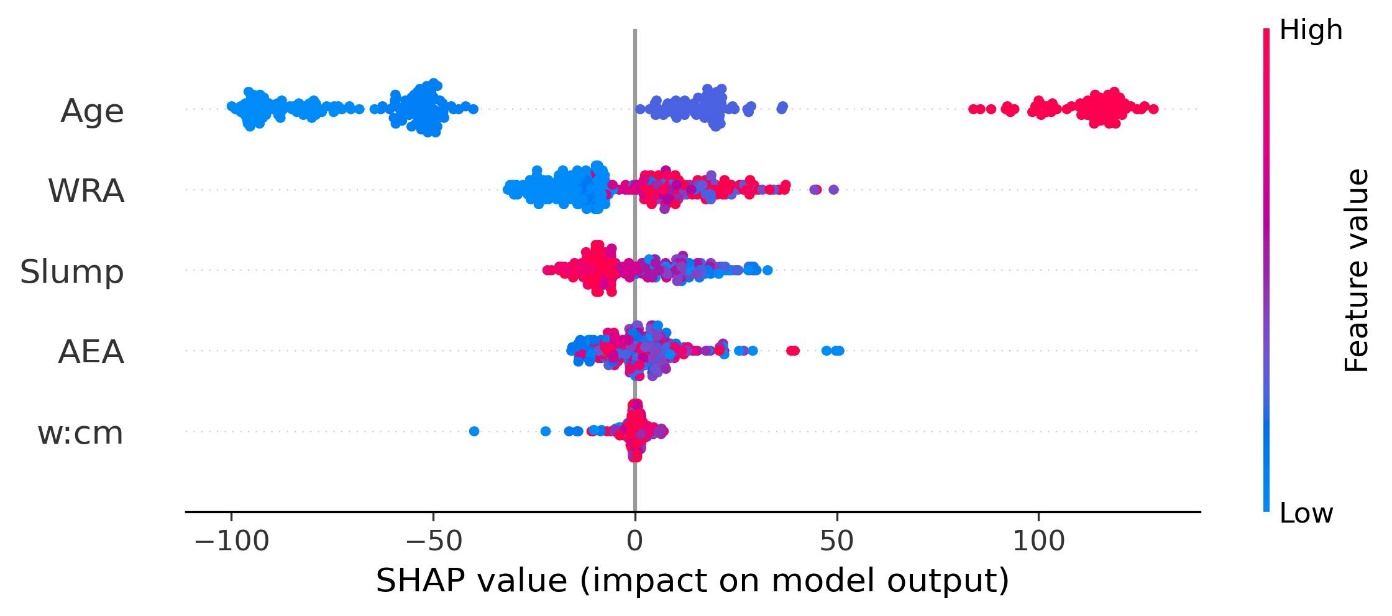 High
Age
WRA
Slump
AEA
w:cm
Feature value
Low
−100 −50 0 50 100
SHAP value (impact on model output)